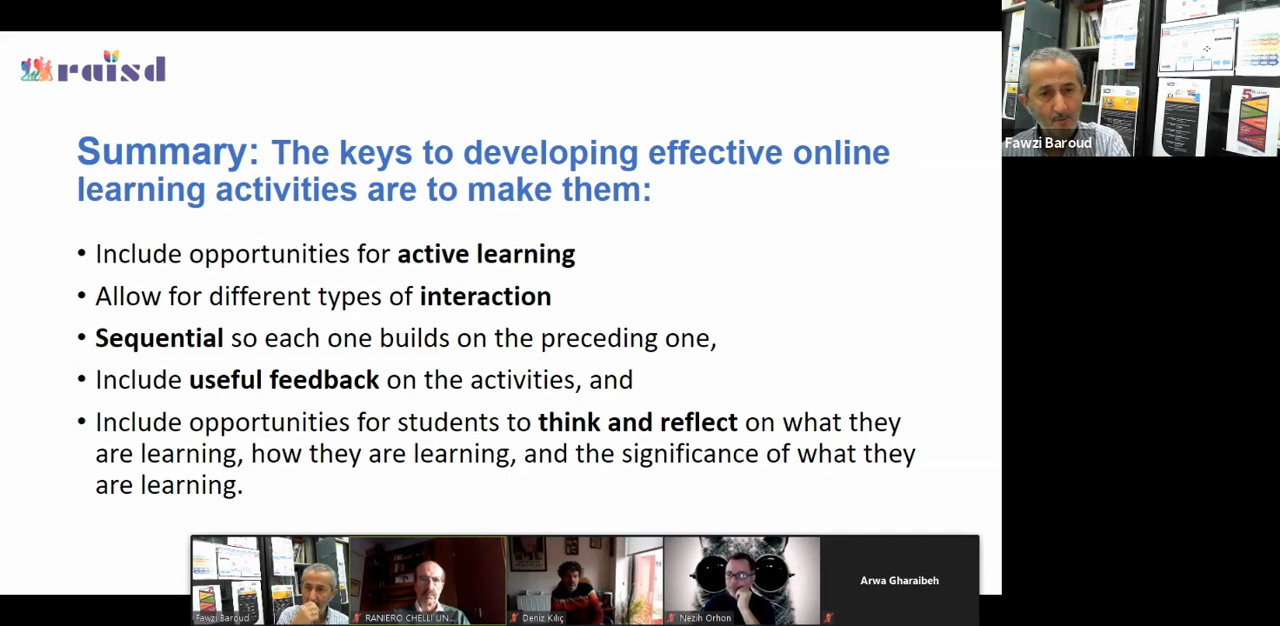 raisd
Fawzi Baroud
Summary: The keys to developing effective online
learning activities are to make them:
• Include opportunities for active learning
• Allow for different types of interaction
• Sequential so each one builds on the preceding one,
• Include useful feedback on the activities, and
• Include opportunities for students to think and reflect on what they
are learning, how they are learning, and the significance of what they
are learning.
Fawzi Baroud
RANIERO CHELLI UN...
Deniz Kılıç
Nezih Orhon
Arwa Gharaibeh